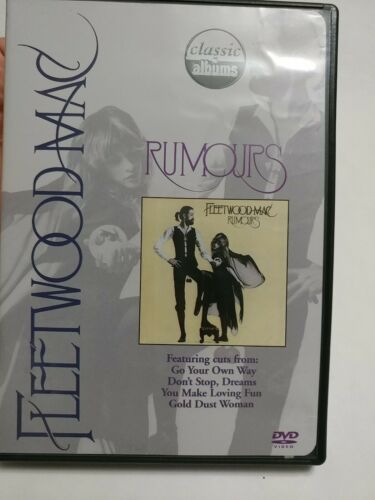 classic
albums
FLEETWOOD MAC
RUMOURS
FLEETWOOD MAC
RUMOURS
Featuring cuts from:
Go Your Own Way
Don't Stop, Dreams
You Make Loving Fun
Gold Dust Woman
DVD
VIDEO